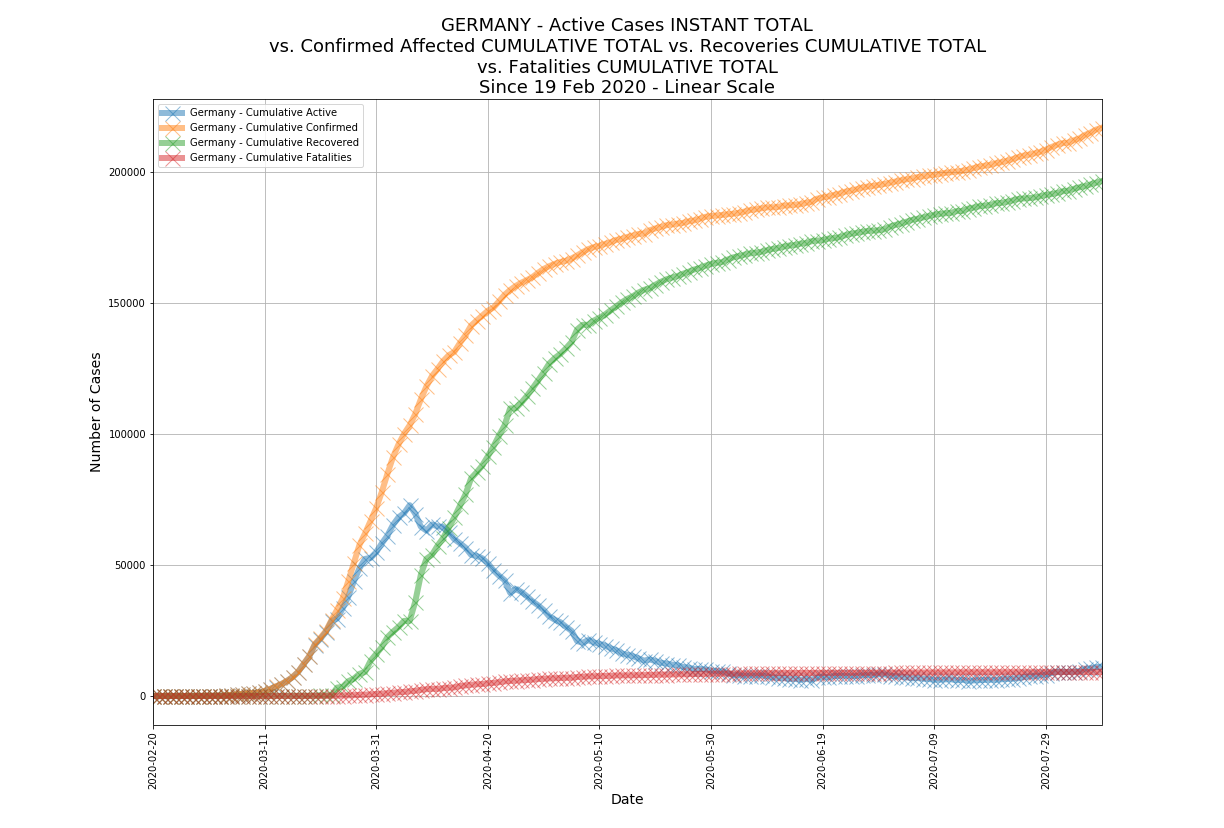 GERMANY - Active Cases INSTANT TOTAL
vs. Confirmed Affected CUMULATIVE TOTAL vs. Recoveries CUMULATIVE TOTAL
vs. Fatalities CUMULATIVE TOTAL
Since 19 Feb 2020 - Linear Scale
Germany - Cumulative Active
Germany - Cumulative Confirmed
Germany - Cumulative Recovered
Germany - Cumulative Fatalities
200000
150000
100000
50000
0
Number of Cases
2020-02-20
2020-03-11
2020-03-31
2020-04-20
2020-05-10
2020-05-30
2020-06-19
2020-07-09
2020-07-29
Date